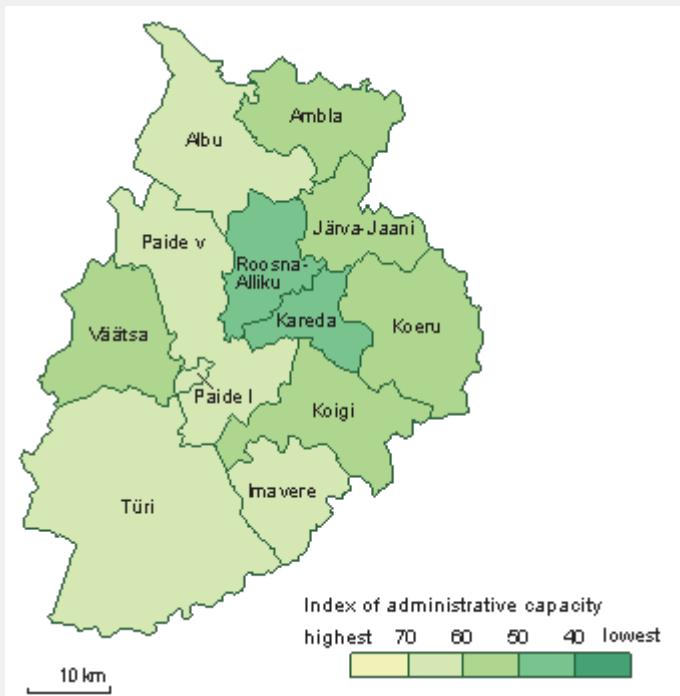 Ambla
Albu
Järva-Jaani
Paide v
Roosna-
Alliku
Kareda
Koeru
Väätsa
Paide l
Koigi
Imavere
Türi
Index of administrative capacity
highest 70 60 50 40 lowest
10 km